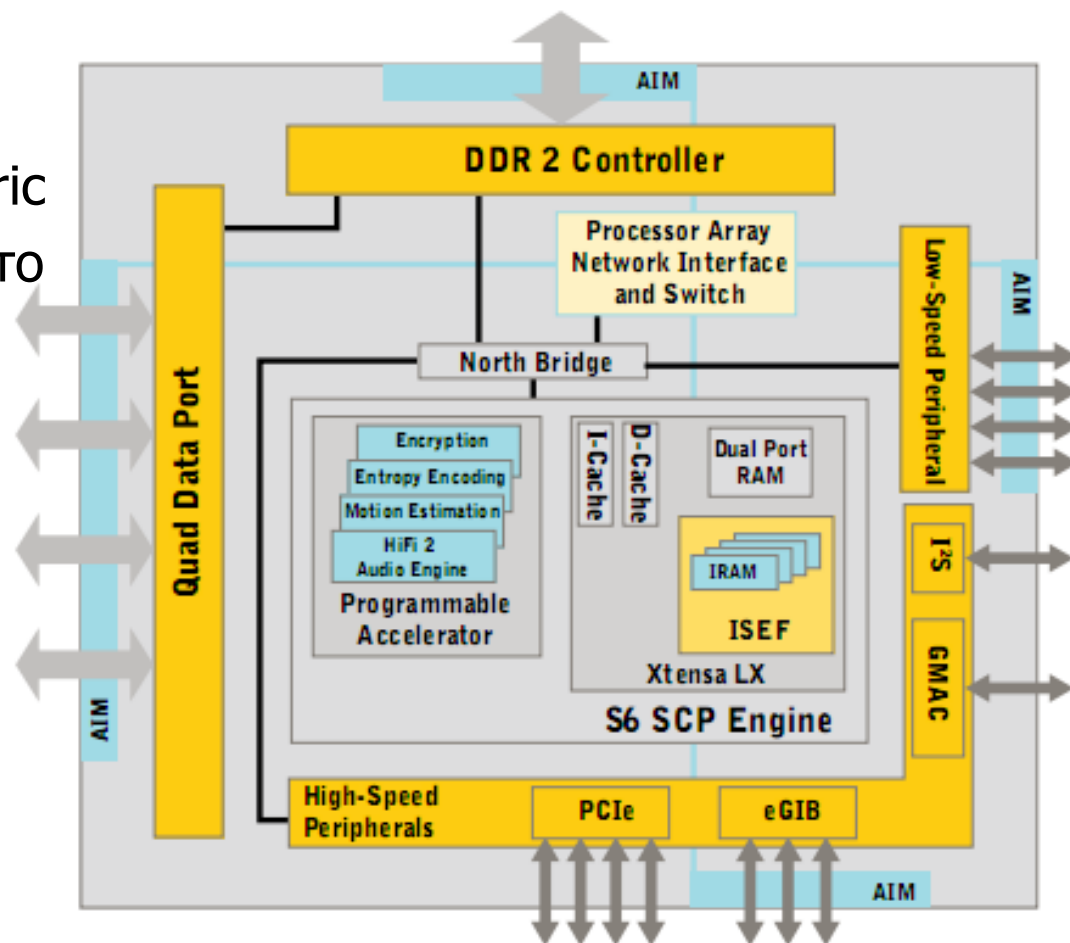 AIM
DDR 2 Controller
ric
то
Processor Array
Network Interface
and Switch
Low-Speed Peripheral
AIM
North Bridge
Quad Data Port
Encryption
Entropy Encoding
Motion Estimation
HiFi 2
Audio Engine
Programmable
Accelerator
I-Cache
D-Cache
Dual Port
RAM
IRAM
ISEF
Xtensa LX
S6 SCP Engine
I²S
GMAC
AIM
High-Speed
Peripherals
PCIe
eGIB
AIM